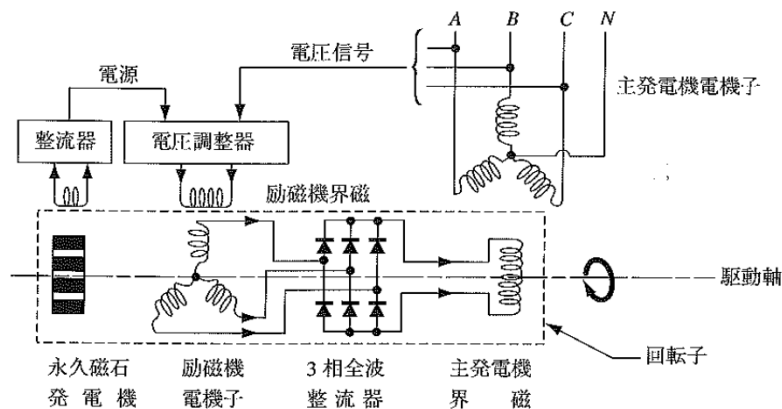 A B C N
電圧信号
電源
主発電機電機子
整流器
電圧調整器
励磁機界磁
駆動軸
回転子
永久磁石
発電機
励磁機
電機子
3相全波
整流器
主発電機
界磁